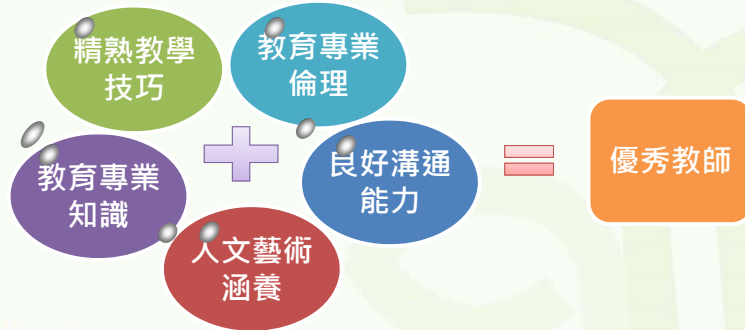 精熟教學
技巧
教育專業
倫理
教育專業
知識
良好溝通
能力
人文藝術
涵養
優秀教師